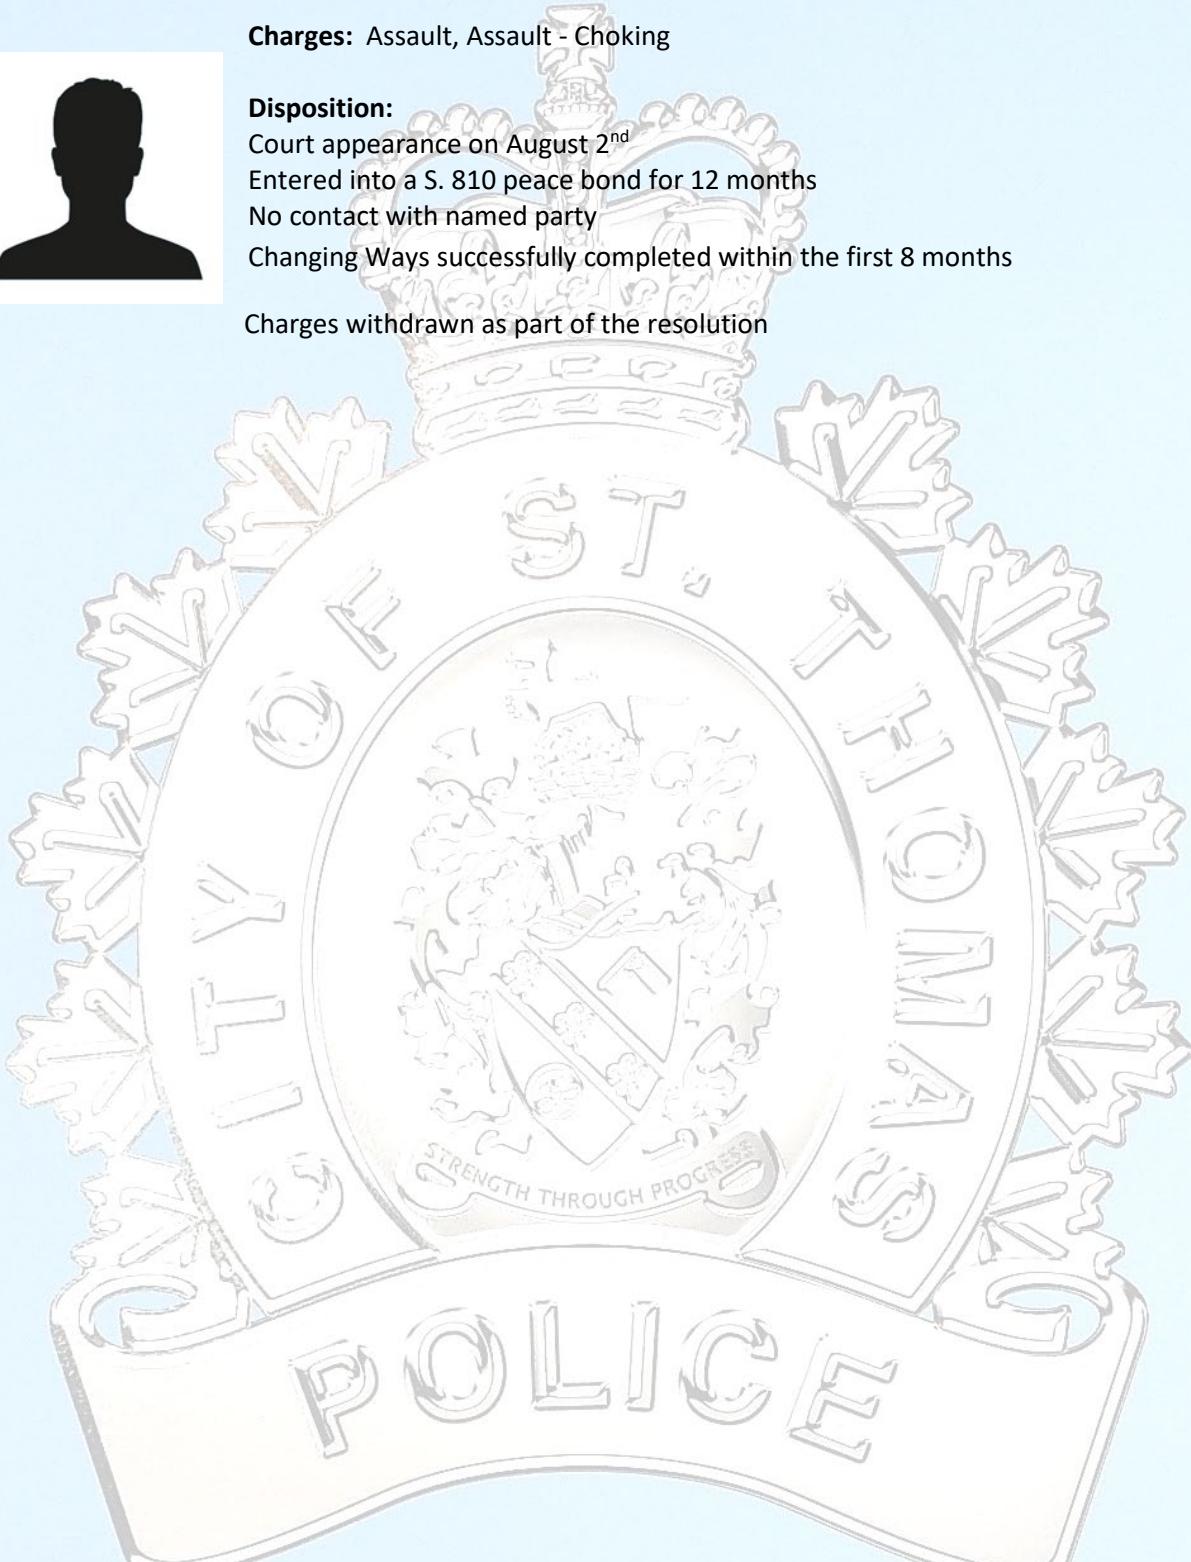 Charges: Assault, Assault - Choking
Disposition:
Court appearance on August 2nd
Entered into a S. 810 peace bond for 12 months
No contact with named party
Changing Ways successfully completed within the first 8 months
Charges withdrawn as part of the resolution
CITY OF ST. THOMAS
STRENGTH THROUGH PROGRESS
POLICE